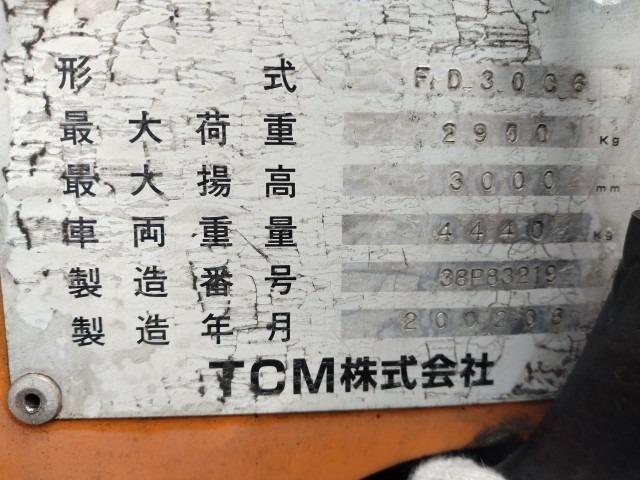 形式 FD30C6
最大荷重 2900 Kg
最大揚高 3000 mm
車両重量 4440 Kg
製造番号 38P83219
製造年月 200208
TCM株式会社